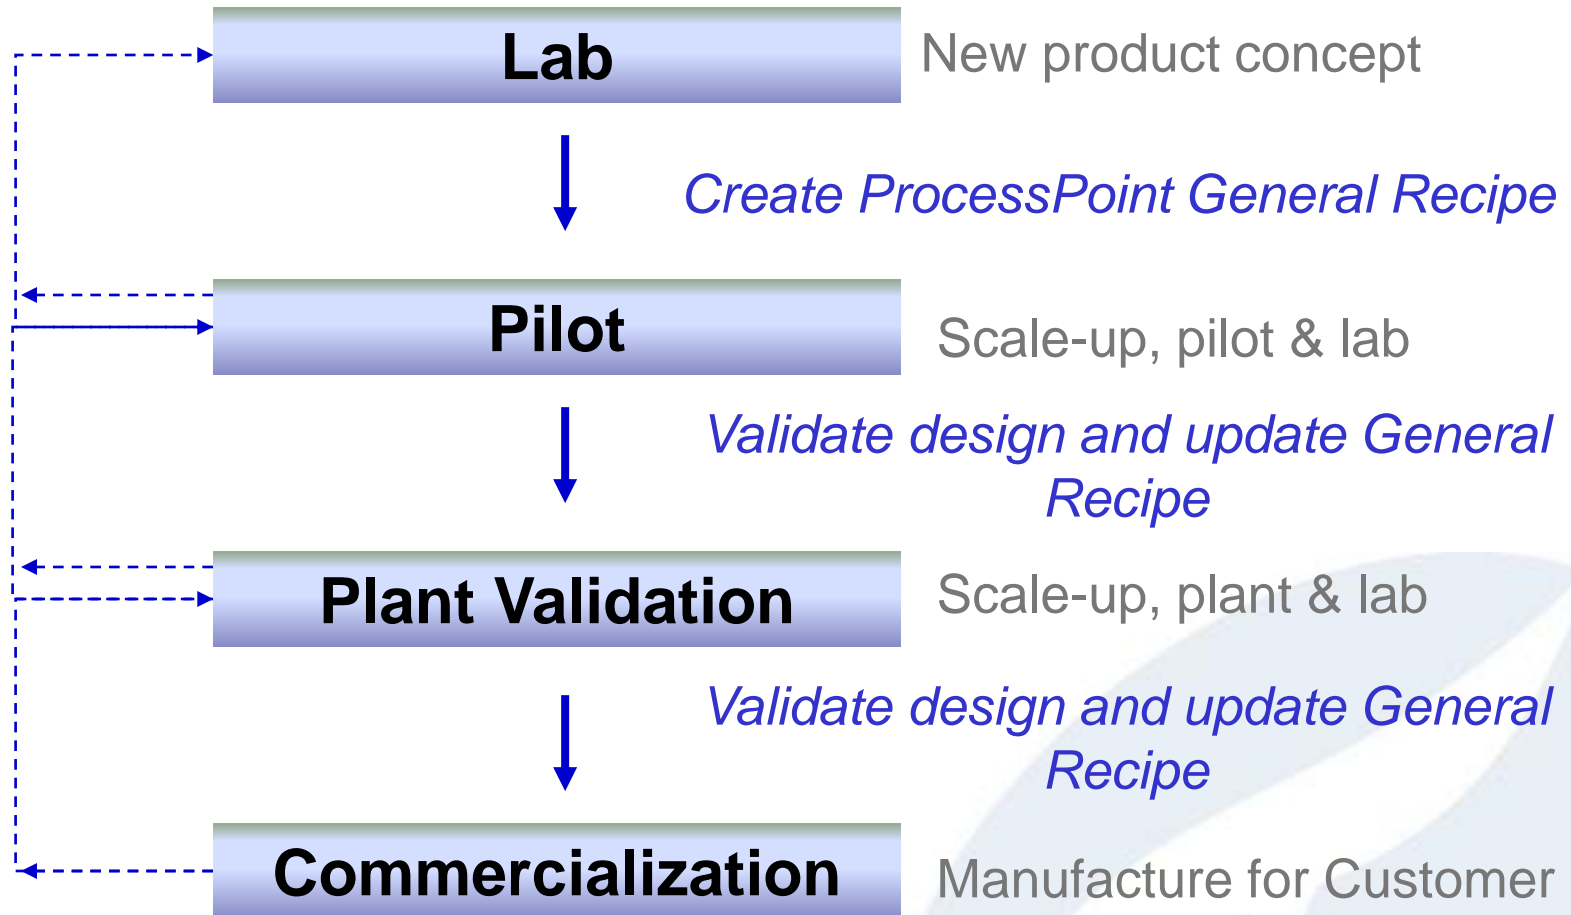 Lab
New product concept
Create ProcessPoint General Recipe
Pilot
Scale-up, pilot & lab
Validate design and update General
Recipe
Plant Validation
Scale-up, plant & lab
Validate design and update General
Recipe
Commercialization
Manufacture for Customer